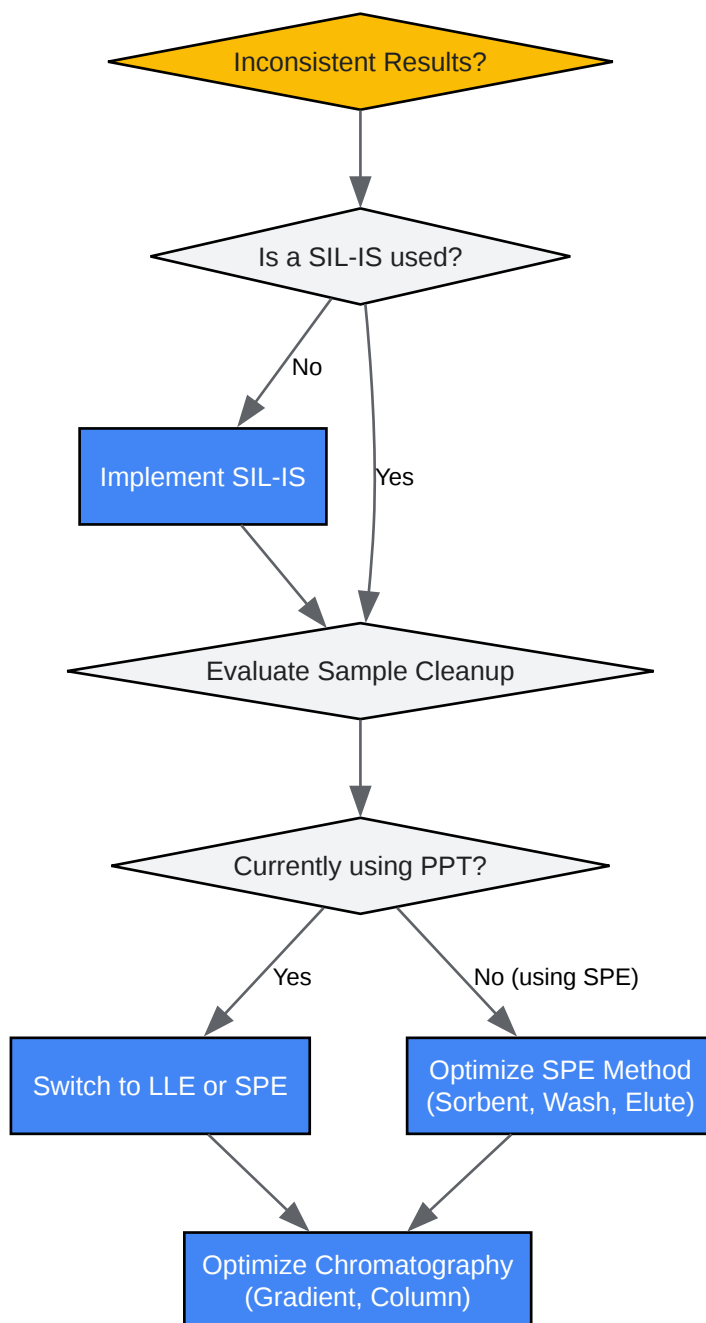 Inconsistent Results?
Is a SIL-IS used?
No
Implement SIL-IS
Yes
Evaluate Sample Cleanup
Currently using PPT?
Yes
No (using SPE)
Switch to LLE or SPE
Optimize SPE Method
(Sorbent, Wash, Elute)
Optimize Chromatography
(Gradient, Column)